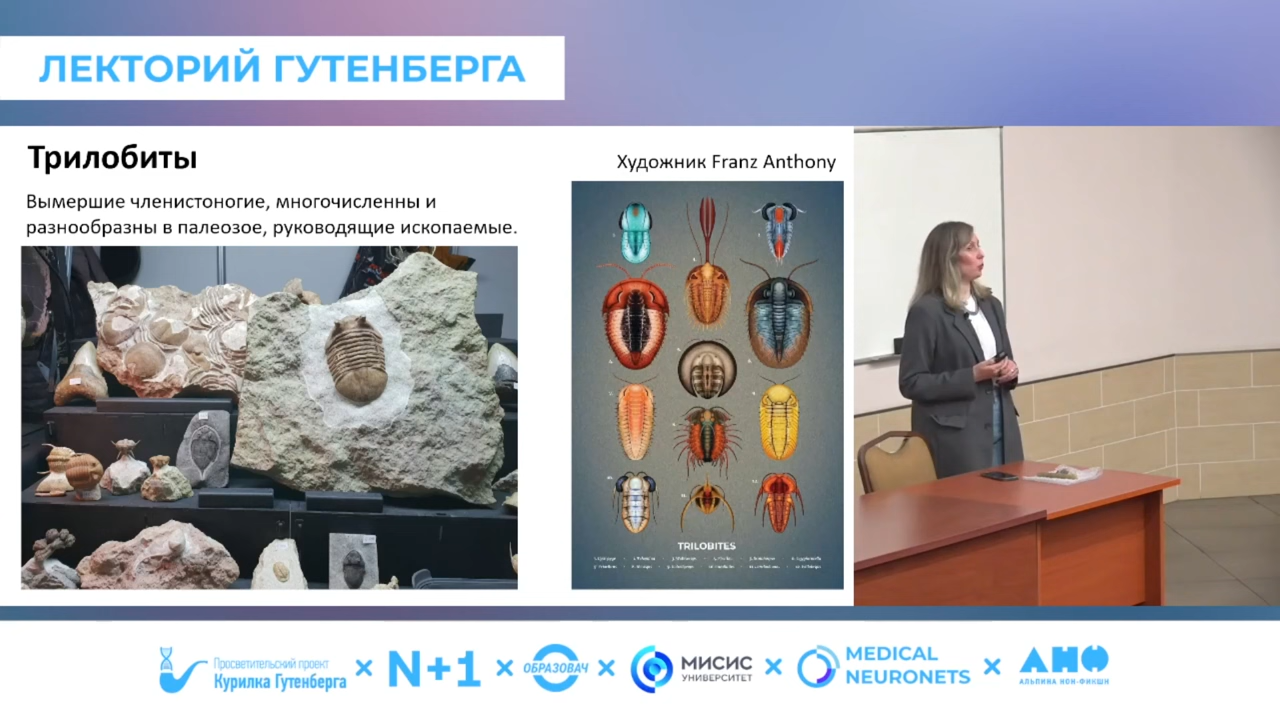 ЛЕКТОРИЙ ГУТЕНБЕРГА
Трилобиты
Художник Franz Anthony
Вымершие членистоногие, многочисленны и
разнообразны в палеозое, руководящие ископаемые.
TRILOBITES
Просветительский проект
Курилка Гутенберга
× N+1 ×
ОБРАЗОВАЧ
×
МИСИС
УНИВЕРСИТЕТ
×
MEDICAL
NEURONETS
×
АНФ
АЛЬПИНА НОН-ФИКШН